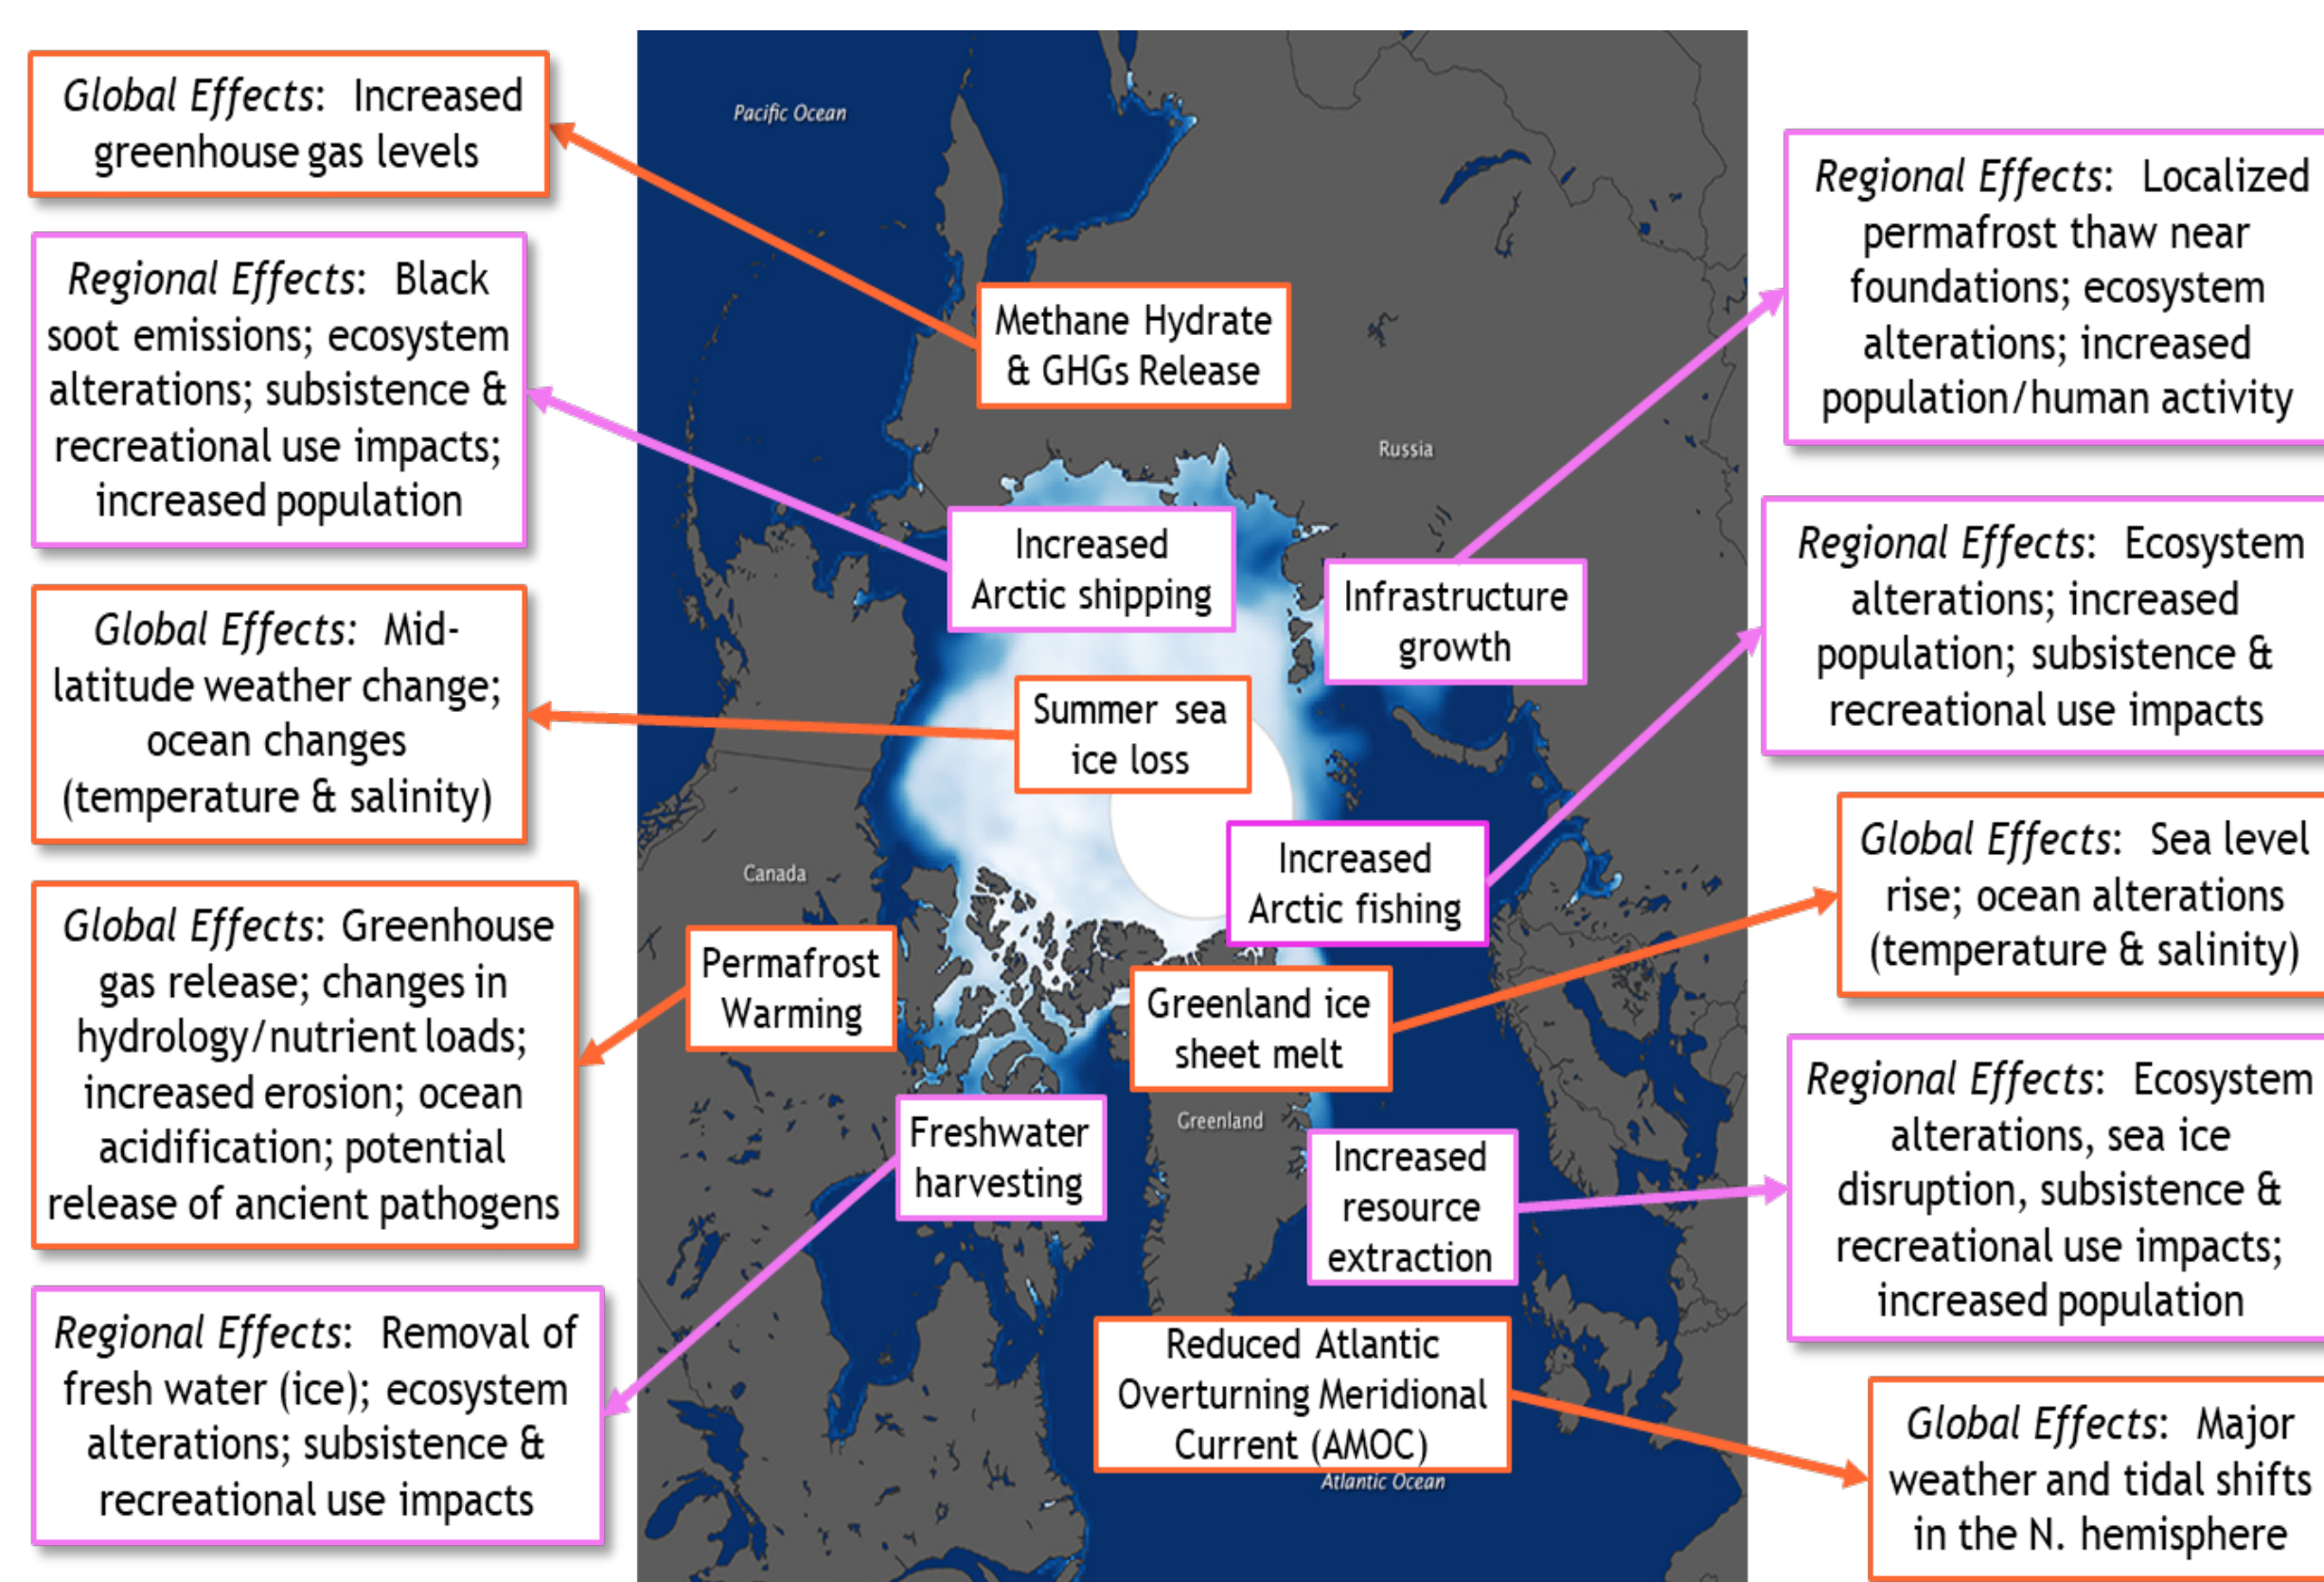 Global Effects: Increased
greenhouse gas levels
Regional Effects: Black
soot emissions; ecosystem
alterations; subsistence &
recreational use impacts;
increased population
Global Effects: Mid-
latitude weather change;
ocean changes
(temperature & salinity)
Global Effects: Greenhouse
gas release; changes in
hydrology/nutrient loads;
increased erosion; ocean
acidification; potential
release of ancient pathogens
Regional Effects: Removal of
fresh water (ice); ecosystem
alterations; subsistence &
recreational use impacts
Pacific Ocean
Methane Hydrate
& GHGs Release
Russia
Increased
Arctic shipping
Infrastructure
growth
Summer sea
ice loss
Canada
Increased
Arctic fishing
Permafrost
Warming
Greenland ice
sheet melt
Greenland
Freshwater
harvesting
Increased
resource
extraction
Reduced Atlantic
Overturning Meridional
Current (AMOC)
Atlantic Ocean
Regional Effects: Localized
permafrost thaw near
foundations; ecosystem
alterations; increased
population/human activity
Regional Effects: Ecosystem
alterations; increased
population; subsistence &
recreational use impacts
Global Effects: Sea level
rise; ocean alterations
(temperature & salinity)
Regional Effects: Ecosystem
alterations, sea ice
disruption, subsistence &
recreational use impacts;
increased population
Global Effects: Major
weather and tidal shifts
in the N. hemisphere